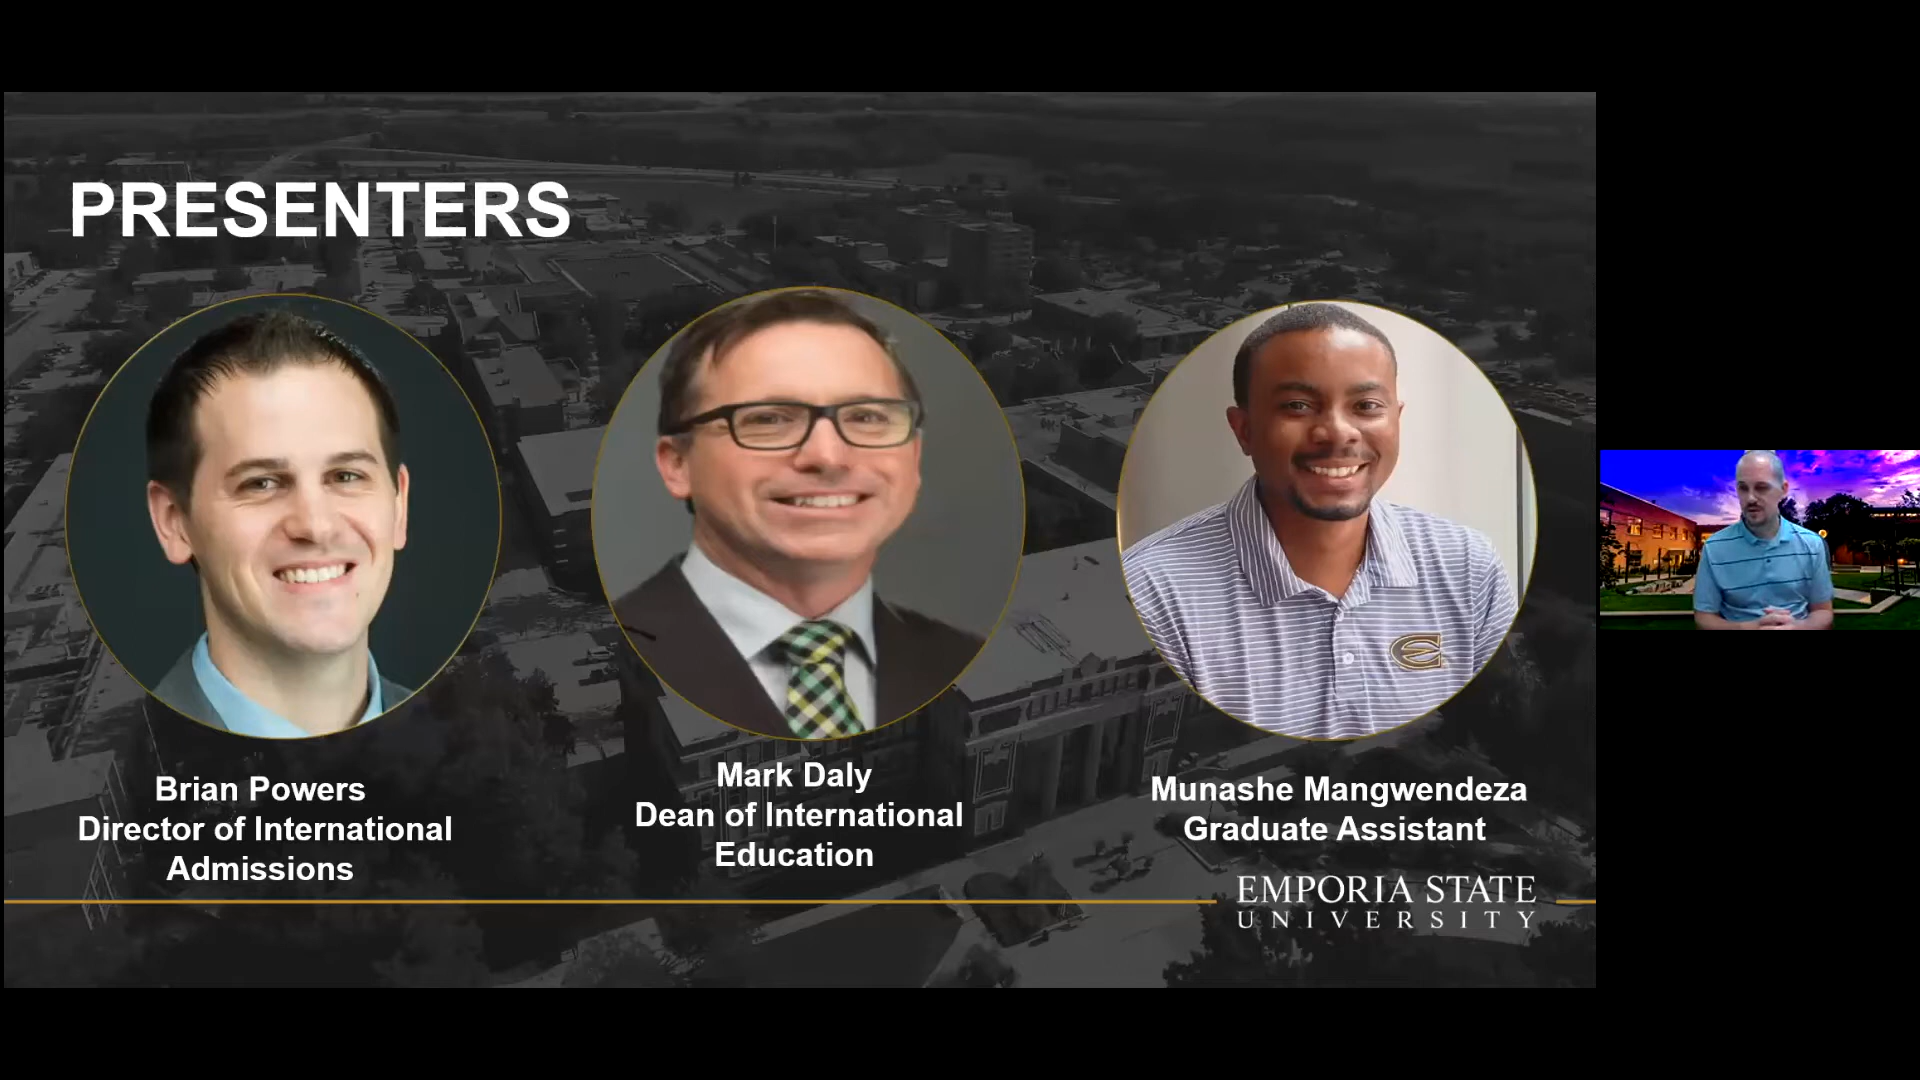 PRESENTERS
Brian Powers
Director of International
Admissions
Mark Daly
Dean of International
Education
Munashe Mangwendeza
Graduate Assistant
EMPORIA STATE
UNIVERSITY